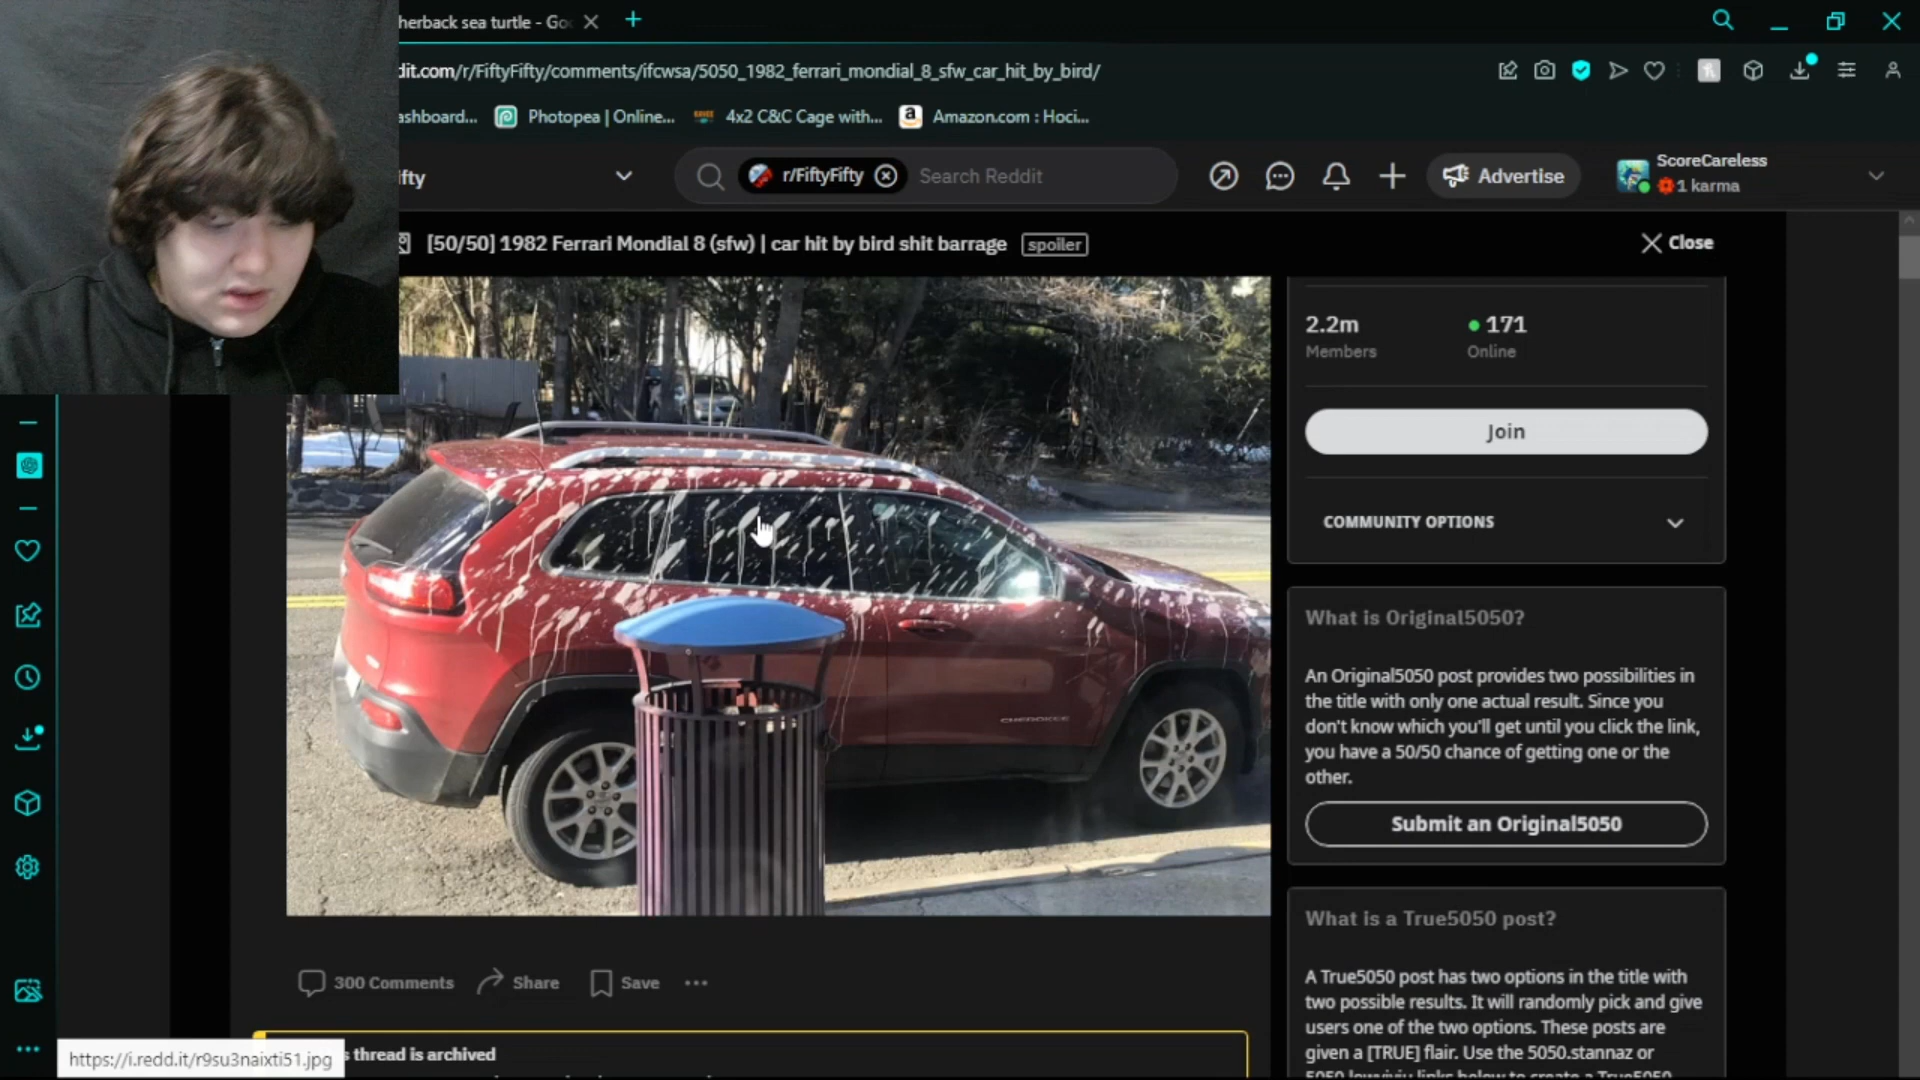 herback sea turtle - Go
dit.com/r/FiftyFifty/comments/ifcwsa/5050_1982_ferrari_mondial_8_sfw_car_hit_by_bird/
ashboard... Photopea | Online... 4x2 C&C Cage with... Amazon.com : Hoci...
ifty r/FiftyFifty Search Reddit Advertise ScoreCareless
1 karma
[50/50] 1982 Ferrari Mondial 8 (sfw) | car hit by bird shit barrage spoiler Close
2.2m 171
Members Online
Join
COMMUNITY OPTIONS
What is Original5050?
An Original5050 post provides two possibilities in
the title with only one actual result. Since you
don't know which you'll get until you click the link,
you have a 50/50 chance of getting one or the
other.
Submit an Original5050
CHEROKEE
What is a True5050 post?
A True5050 post has two options in the title with
two possible results. It will randomly pick and give
users one of the two options. These posts are
given a [TRUE] flair. Use the 5050.stannaz or
300 Comments Share Save
s thread is archived
https://i.redd.it/r9su3naixti51.jpg